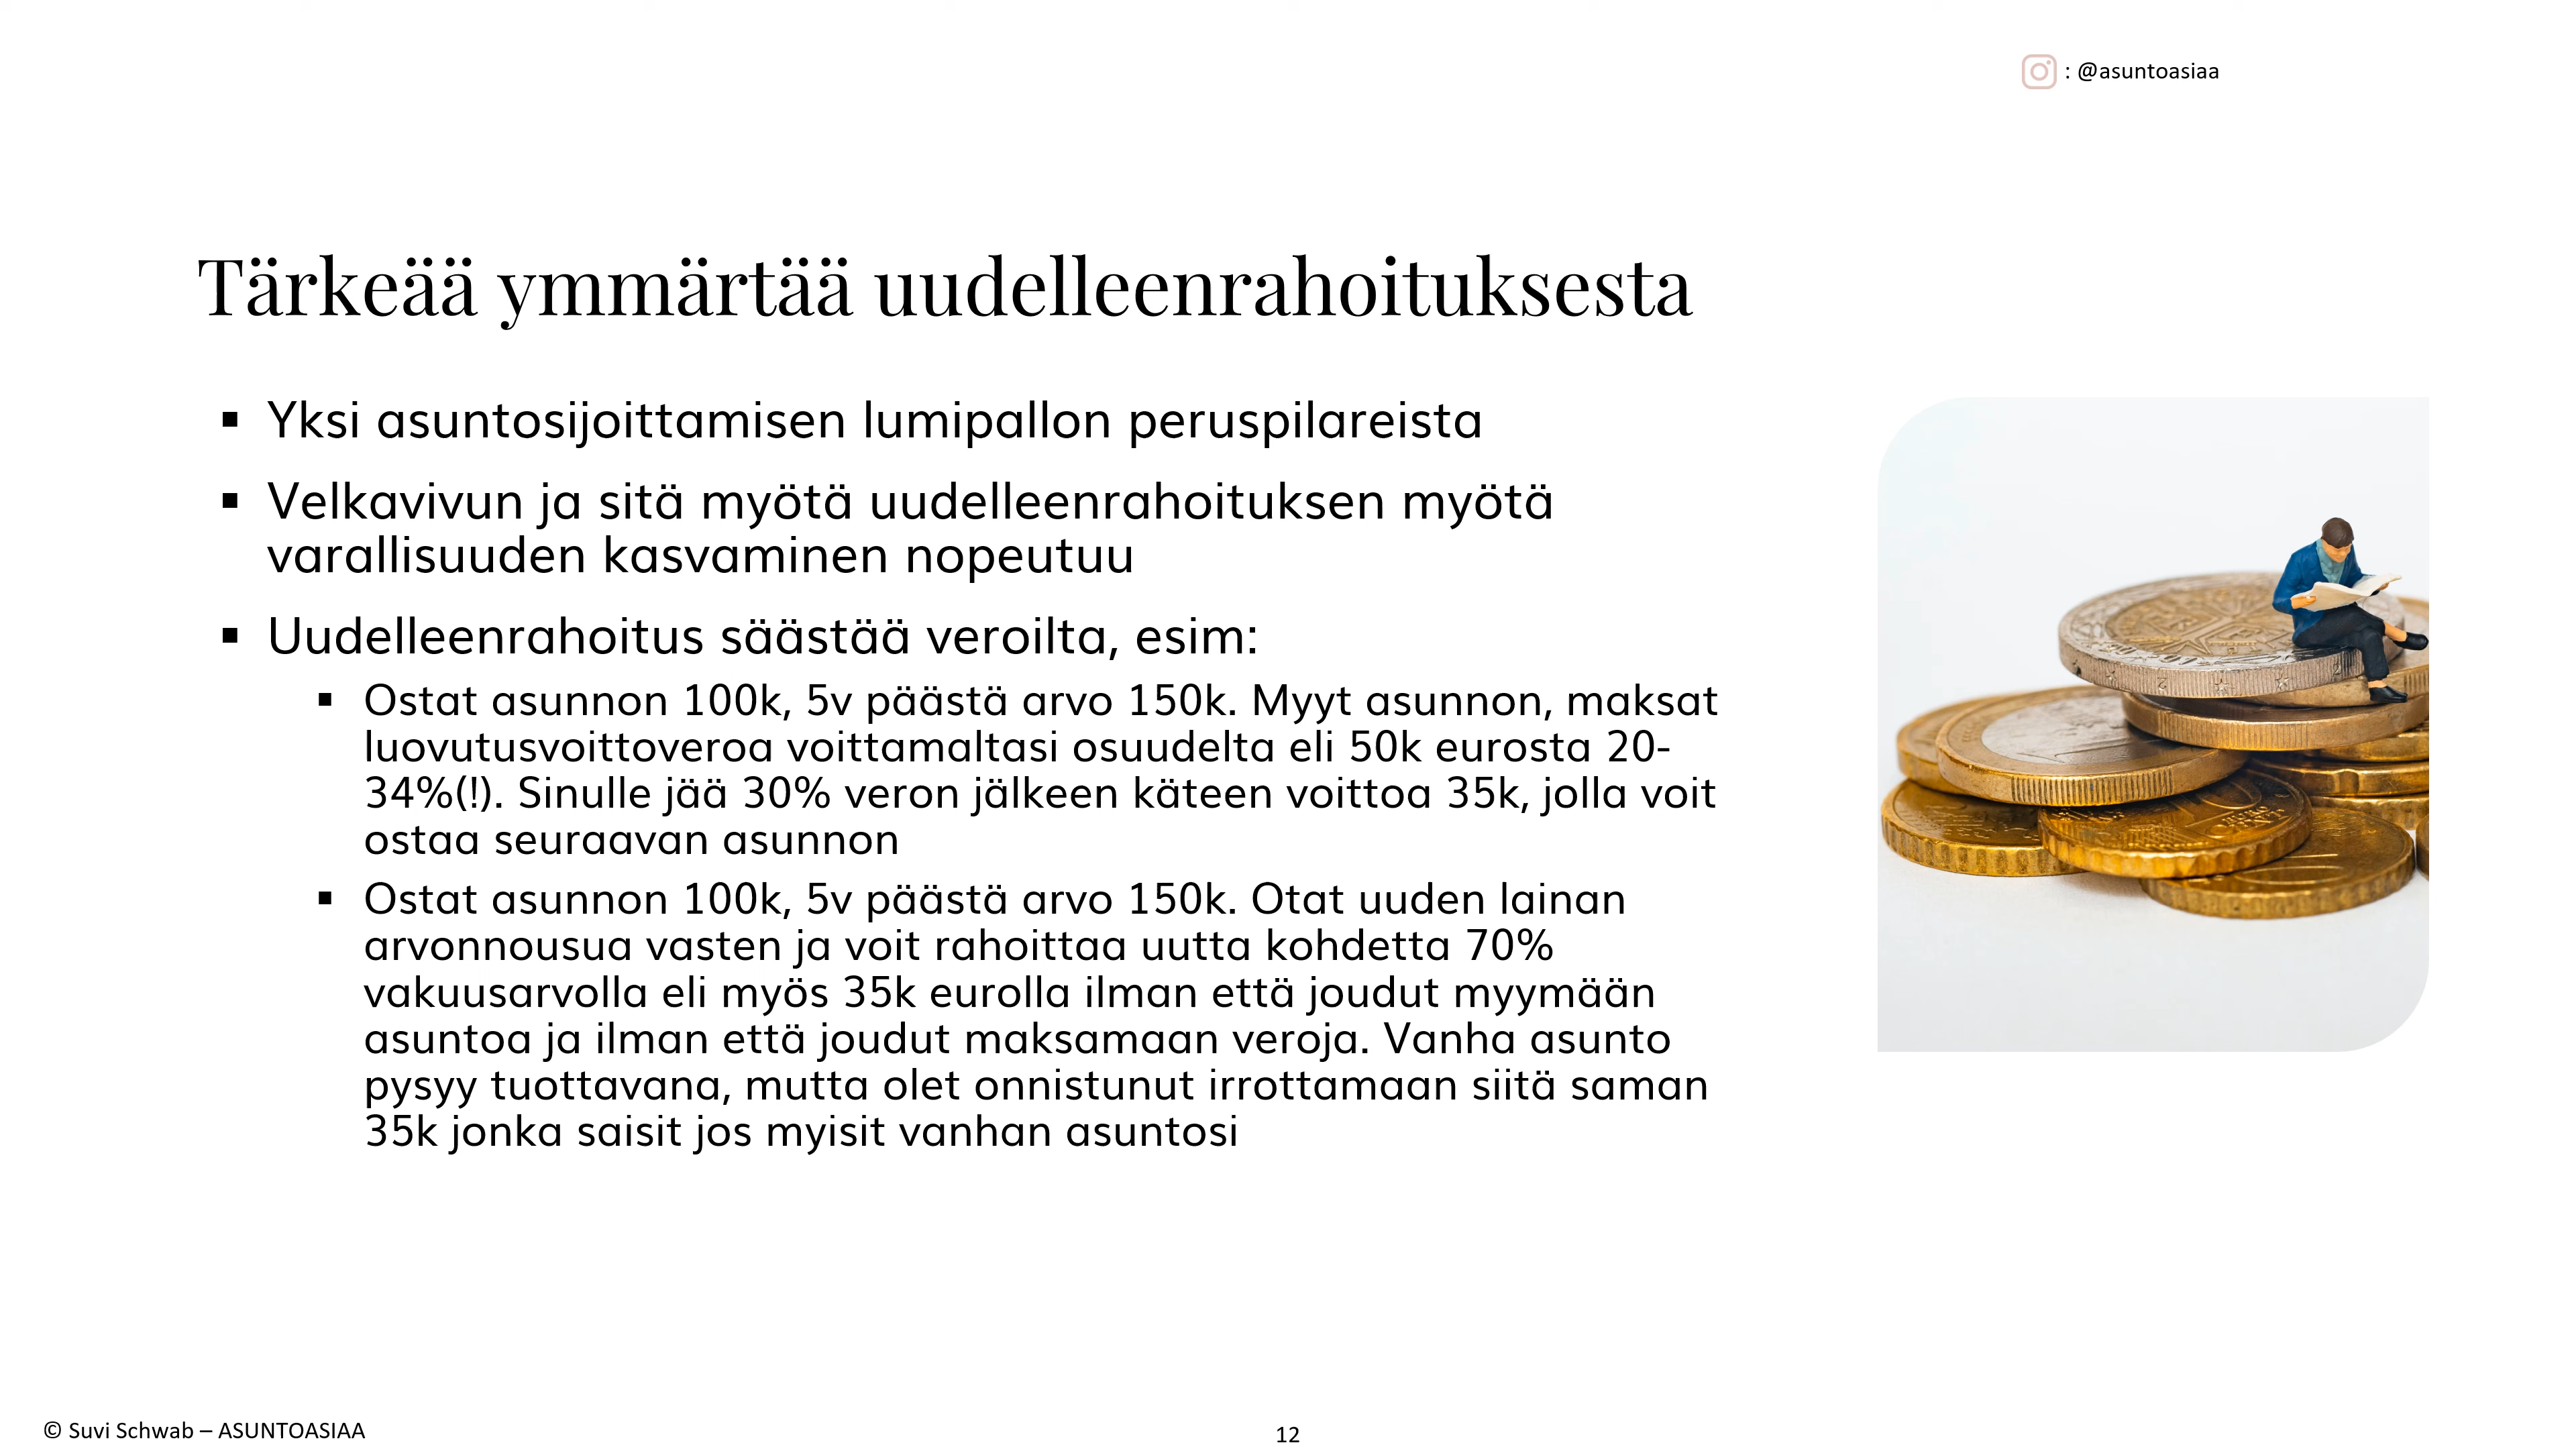 : @asuntoasiaa
Tärkeää ymmärtää uudelleenrahoituksesta
▪ Yksi asuntosijoittamisen lumipallon peruspilareista
▪ Velkavivun ja sitä myötä uudelleenrahoituksen myötä
varallisuuden kasvaminen nopeutuu
▪ Uudelleenrahoitus säästää veroilta, esim:
▪ Ostat asunnon 100k, 5v päästä arvo 150k. Myyt asunnon, maksat
luovutusvoittoveroa voittamaltasi osuudelta eli 50k eurosta 20-
34%(!). Sinulle jää 30% veron jälkeen käteen voittoa 35k, jolla voit
ostaa seuraavan asunnon
▪ Ostat asunnon 100k, 5v päästä arvo 150k. Otat uuden lainan
arvonnousua vasten ja voit rahoittaa uutta kohdetta 70%
vakuusarvolla eli myös 35k eurolla ilman että joudut myymään
asuntoa ja ilman että joudut maksamaan veroja. Vanha asunto
pysyy tuottavana, mutta olet onnistunut irrottamaan siitä saman
35k jonka saisit jos myisit vanhan asuntosi
© Suvi Schwab – ASUNTOASIAA
12